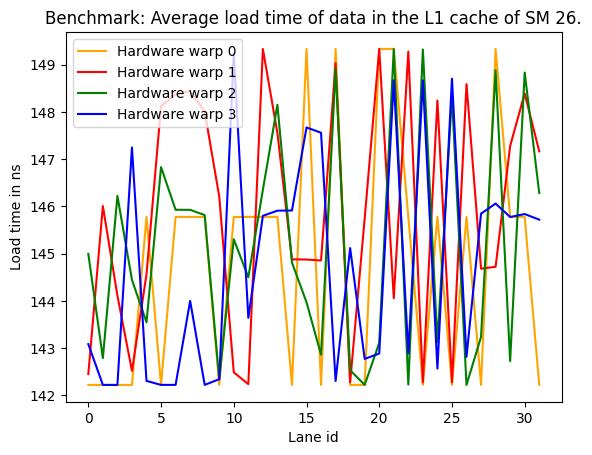 Benchmark: Average load time of data in the L1 cache of SM 26.
Hardware warp 0
Hardware warp 1
Hardware warp 2
Hardware warp 3
Load time in ns
149
148
147
146
145
144
143
142
0 5 10 15 20 25 30
Lane id